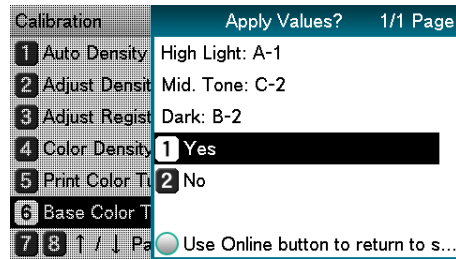 Calibration
1 Auto Density
2 Adjust Densit
3 Adjust Regist
4 Color Density
5 Print Color Tu
6 Base Color T
7 8 ↑ / ↓ Pa
Apply Values? 1/1 Page
High Light: A-1
Mid. Tone: C-2
Dark: B-2
1 Yes
2 No
Use Online button to return to s...